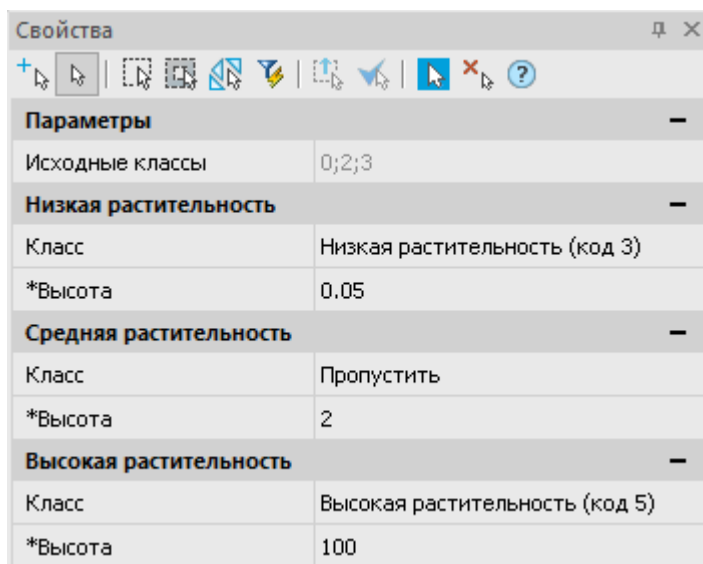 Свойства
Параметры
Исходные классы 0;2;3
Низкая растительность
Класс Низкая растительность (код 3)
*Высота 0.05
Средняя растительность
Класс Пропустить
*Высота 2
Высокая растительность
Класс Высокая растительность (код 5)
*Высота 100